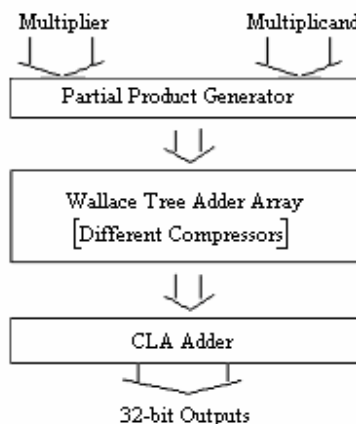 Multiplier Multiplicand
Partial Product Generator
Wallace Tree Adder Array
[Different Compressors]
CLA Adder
32-bit Outputs